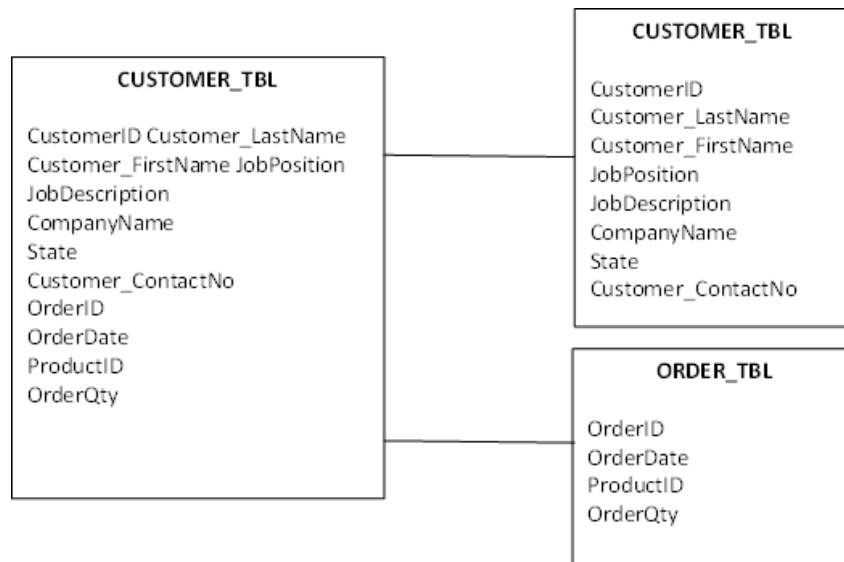 CUSTOMER_TBL
CustomerID Customer_LastName
Customer_FirstName JobPosition
JobDescription
CompanyName
State
Customer_ContactNo
OrderID
OrderDate
ProductID
OrderQty
CUSTOMER_TBL
CustomerID
Customer_LastName
Customer_FirstName
JobPosition
JobDescription
CompanyName
State
Customer_ContactNo
ORDER_TBL
OrderID
OrderDate
ProductID
OrderQty